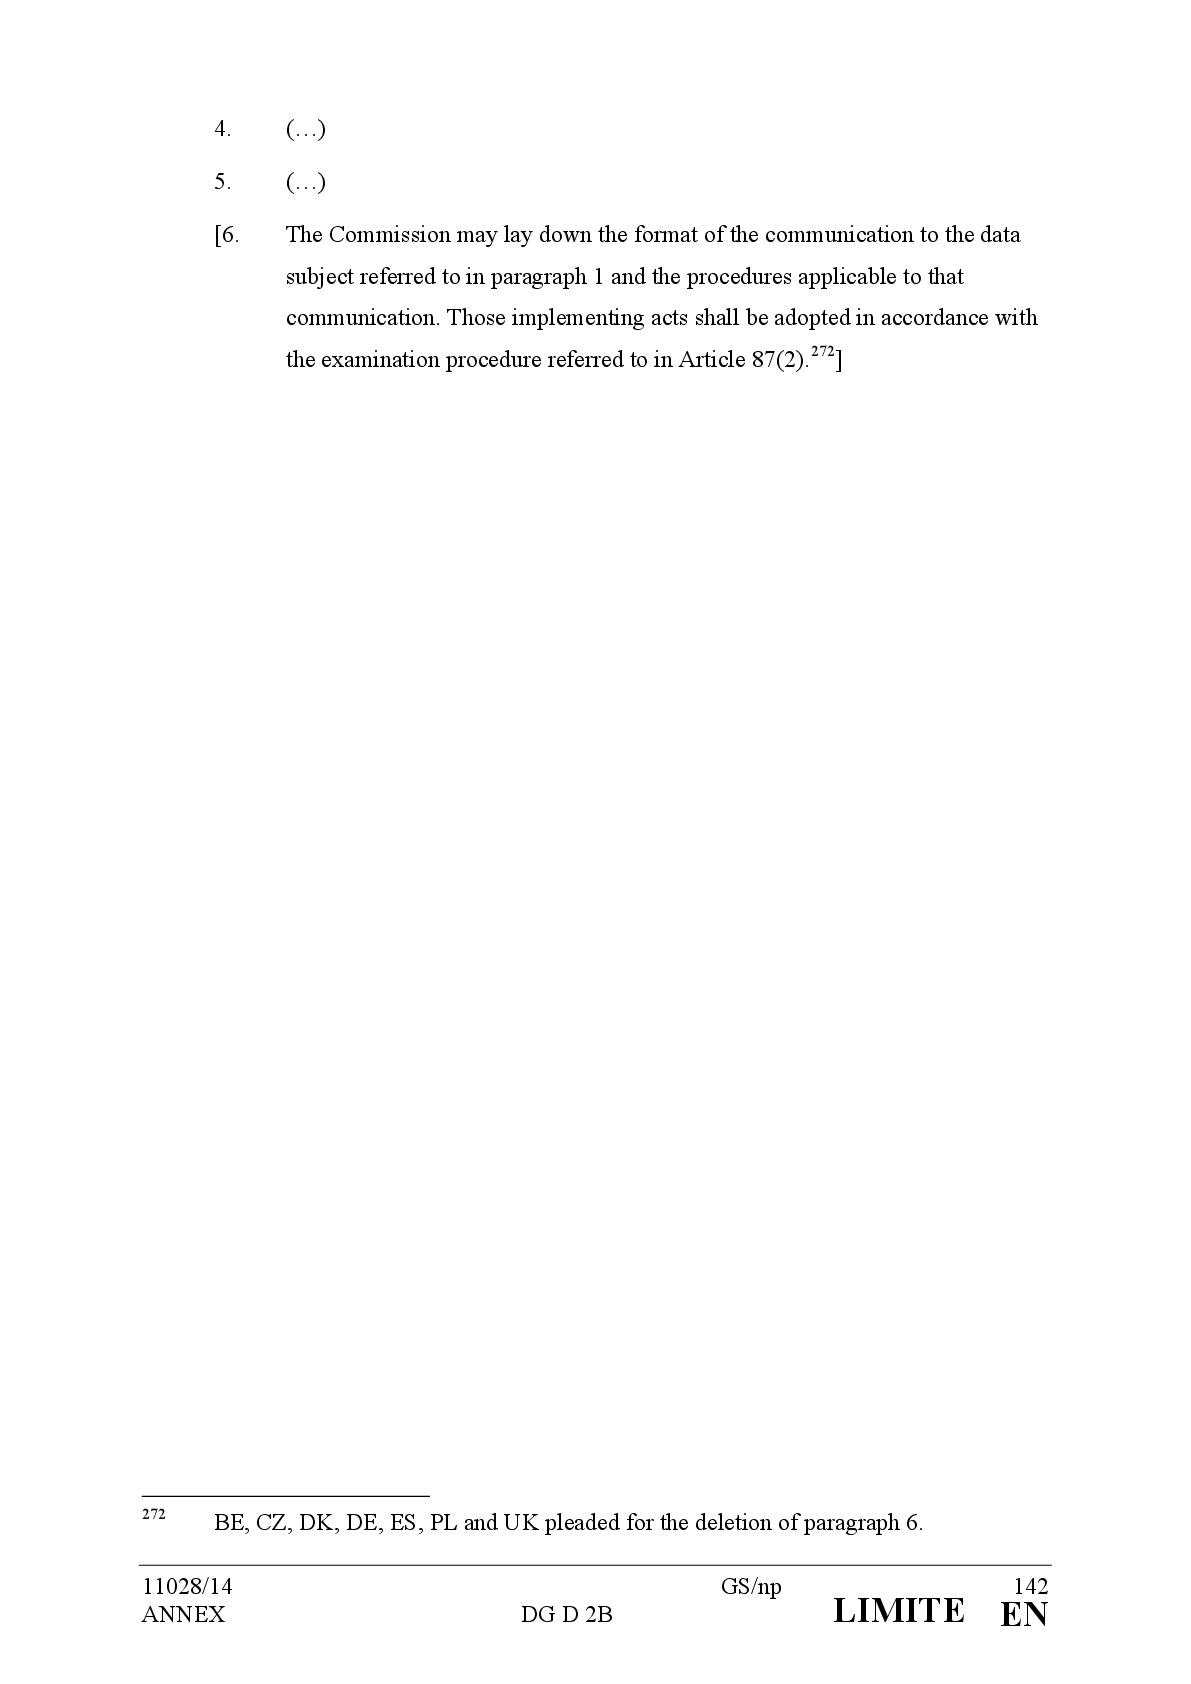 4. (…)
5. (…)
[6. The Commission may lay down the format of the communication to the data
subject referred to in paragraph 1 and the procedures applicable to that
communication. Those implementing acts shall be adopted in accordance with
the examination procedure referred to in Article 87(2).272]
272 BE, CZ, DK, DE, ES, PL and UK pleaded for the deletion of paragraph 6.
11028/14 GS/np 142
ANNEX DG D 2B LIMITE EN